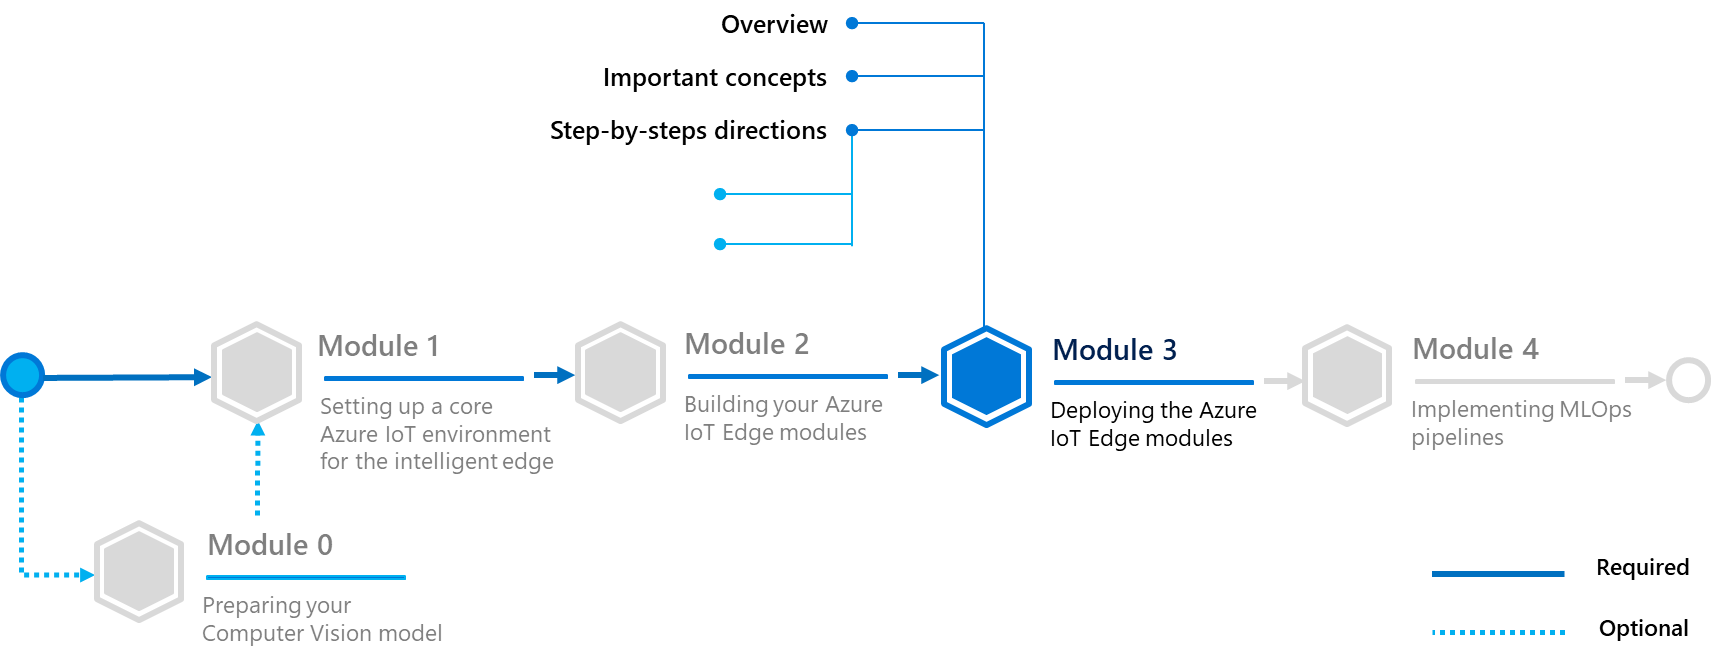 Overview
Important concepts
Step-by-steps directions
Module 1
Setting up a core
Azure IoT environment
for the intelligent edge
Module 2
Building your Azure
IoT Edge modules
Module 3
Deploying the Azure
IoT Edge modules
Module 4
Implementing MLOps
pipelines
Module 0
Preparing your
Computer Vision model
Required
Optional